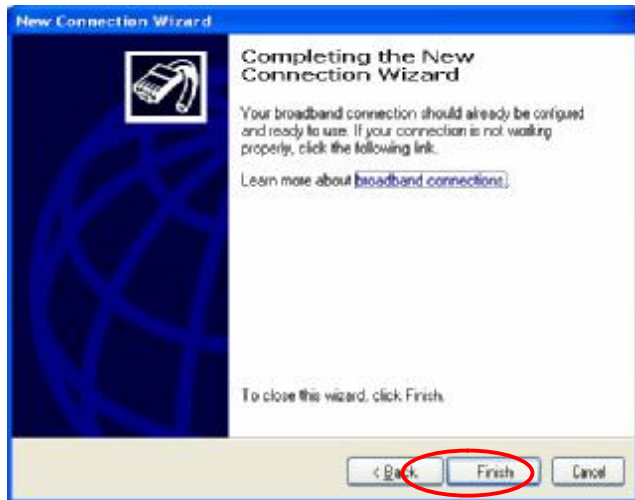 New Connection Wizard
Completing the New
Connection Wizard
Your broadband connection should already be configured
and ready to use. If your connection is not working
properly, click the following link.
Learn more about broadband connections.
To close this wizard, click Finish.
< Back
Finish
Cancel